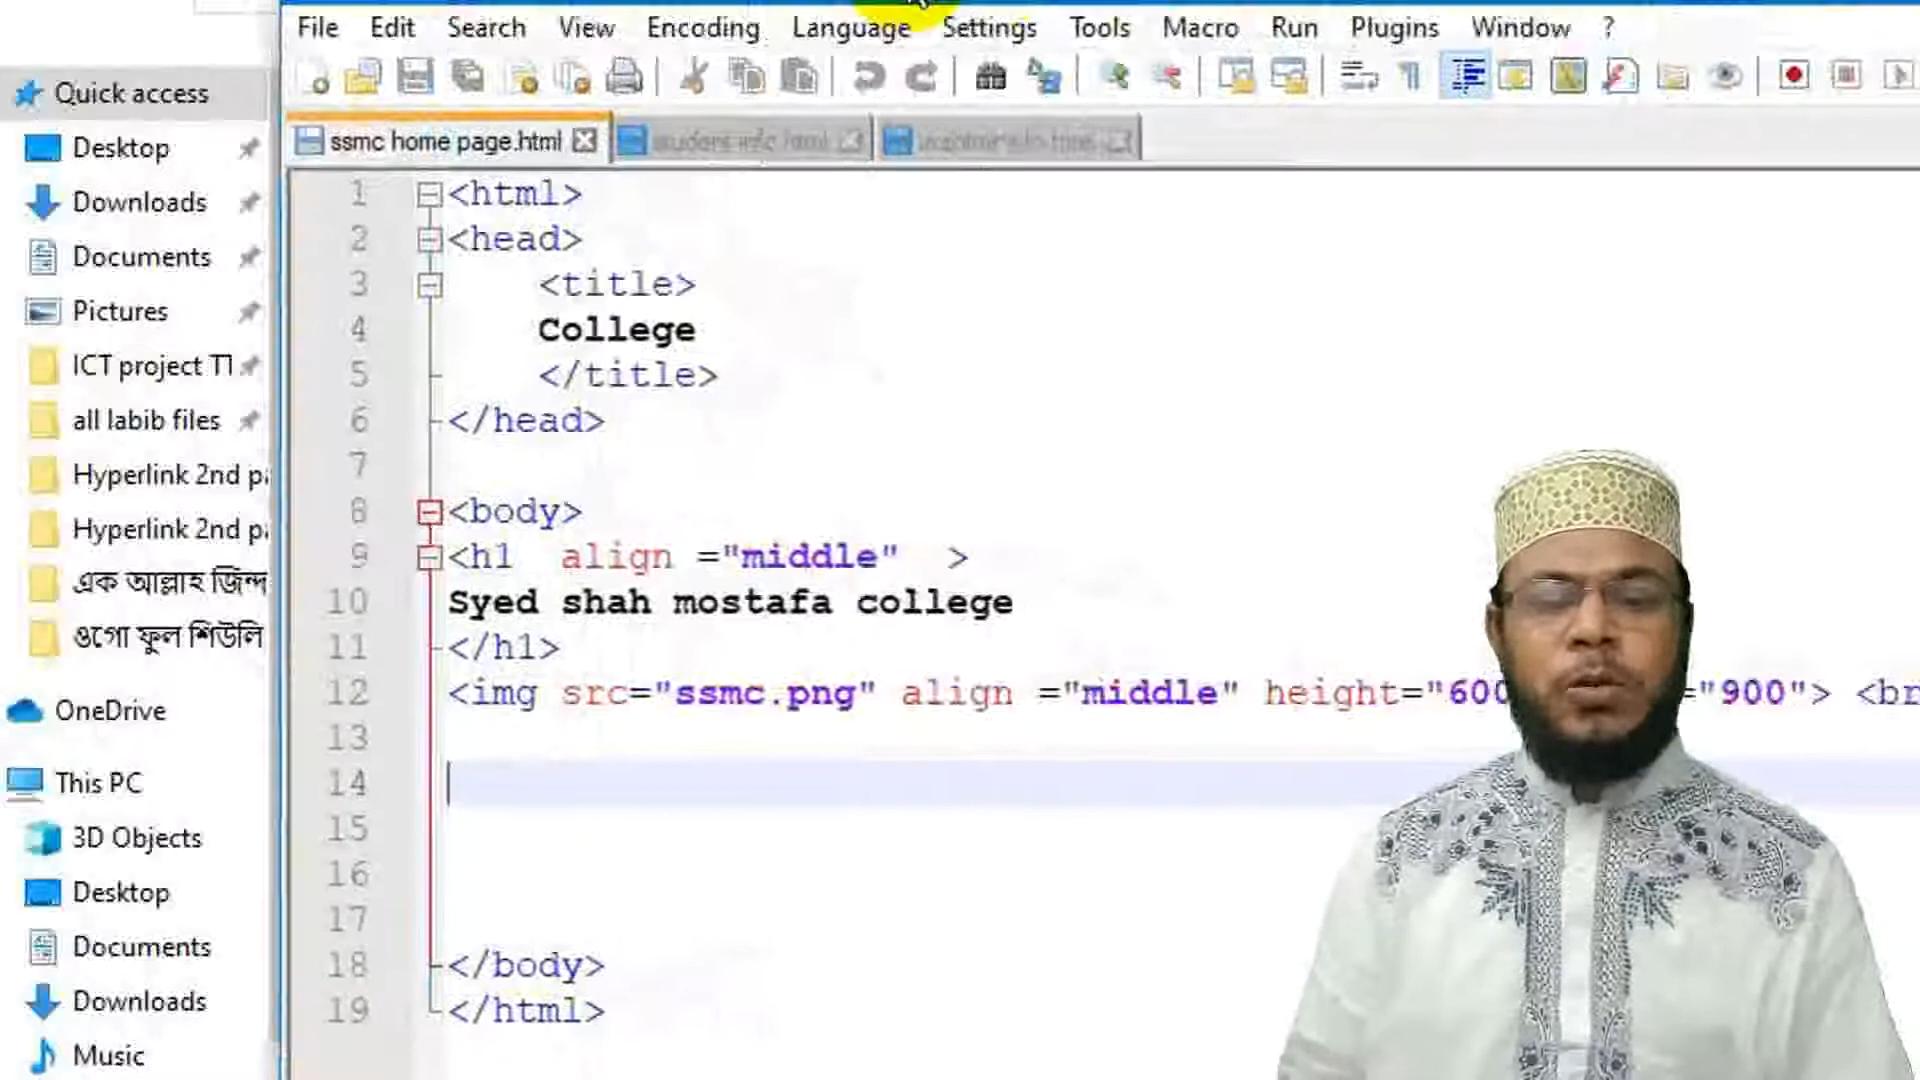 File Edit Search View Encoding Language Settings Tools Macro Run Plugins Window ?
Quick access
Desktop
Downloads
Documents
Pictures
ICT project
all labib files
Hyperlink 2nd
Hyperlink 2nd
এক আল্লাহ জিন্দ
ওগো ফুল শিউলি
OneDrive
This PC
3D Objects
Desktop
Documents
Downloads
Music
ssmc home page.html
1 <html>
2 <head>
3 <title>
4 College
5 </title>
6 </head>
7
8 <body>
9 <h1 align ="middle" >
10 Syed shah mostafa college
11 </h1>
12 <img src="ssmc.png" align ="middle" height="600 ="900"> <br
13
14
15
16
17
18 </body>
19 </html>